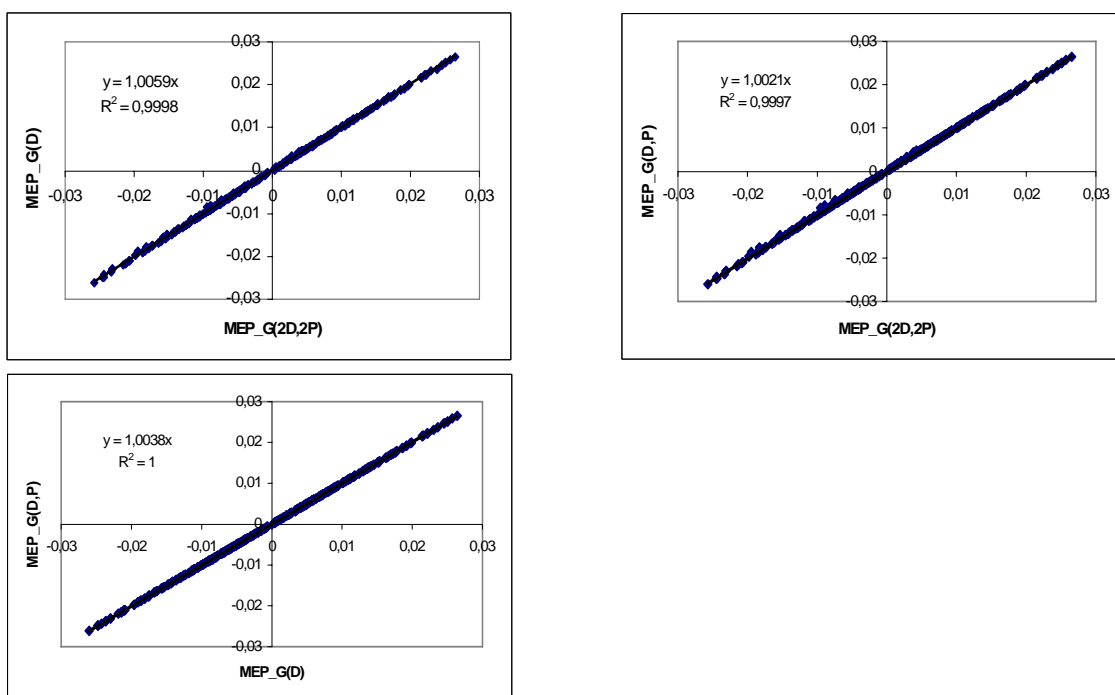 0,03
y = 1,0059x
R² = 0,9998
0,02
0,01
0
-0,03 -0,02 -0,01 0 0,01 0,02 0,03
-0,01
-0,02
-0,03
MEP_G(D)
MEP_G(2D,2P)
0,03
y = 1,0021x
R² = 0,9997
0,02
0,01
0
-0,03 -0,02 -0,01 0 0,01 0,02 0,03
-0,01
-0,02
-0,03
MEP_G(D,P)
MEP_G(2D,2P)
0,03
y = 1,0038x
R² = 1
0,02
0,01
0
-0,03 -0,02 -0,01 0 0,01 0,02 0,03
-0,01
-0,02
-0,03
MEP_G(D,P)
MEP_G(D)